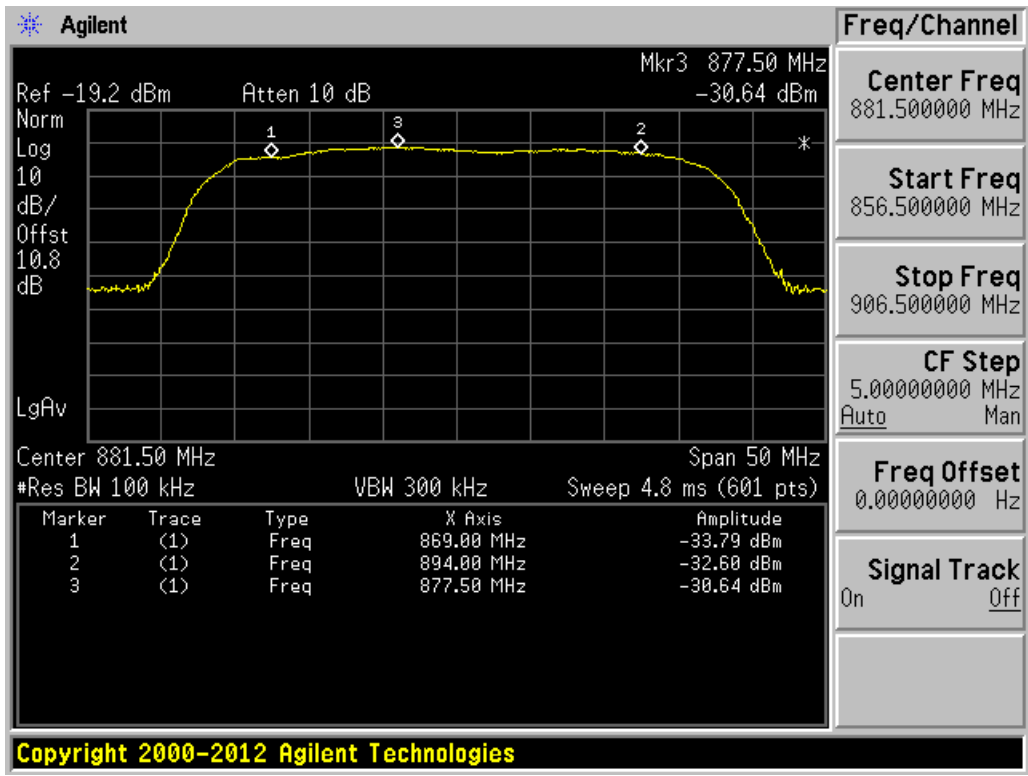 Agilent
Freq/Channel
Mkr3 877.50 MHz
Ref -19.2 dBm Atten 10 dB -30.64 dBm
Norm
Log
10
dB/
Offst
10.8
dB
LgAv
1
3
2
*
Center 881.50 MHz Span 50 MHz
#Res BW 100 kHz VBW 300 kHz Sweep 4.8 ms (601 pts)
Marker Trace Type X Axis Amplitude
1 (1) Freq 869.00 MHz -33.79 dBm
2 (1) Freq 894.00 MHz -32.60 dBm
3 (1) Freq 877.50 MHz -30.64 dBm
Center Freq
881.500000 MHz
Start Freq
856.500000 MHz
Stop Freq
906.500000 MHz
CF Step
5.00000000 MHz
Auto Man
Freq Offset
0.00000000 Hz
Signal Track
On Off
Copyright 2000-2012 Agilent Technologies